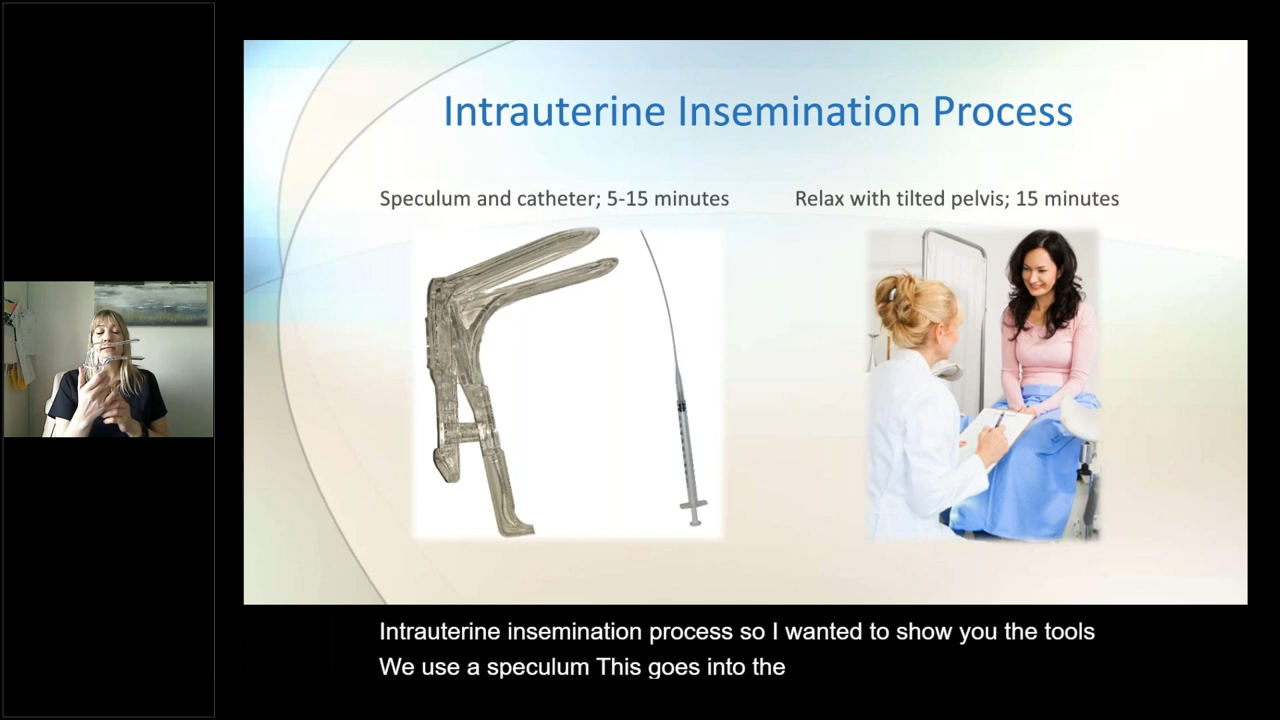 Intrauterine Insemination Process
Speculum and catheter; 5-15 minutes
Relax with tilted pelvis; 15 minutes
Intrauterine insemination process so I wanted to show you the tools
We use a speculum This goes into the